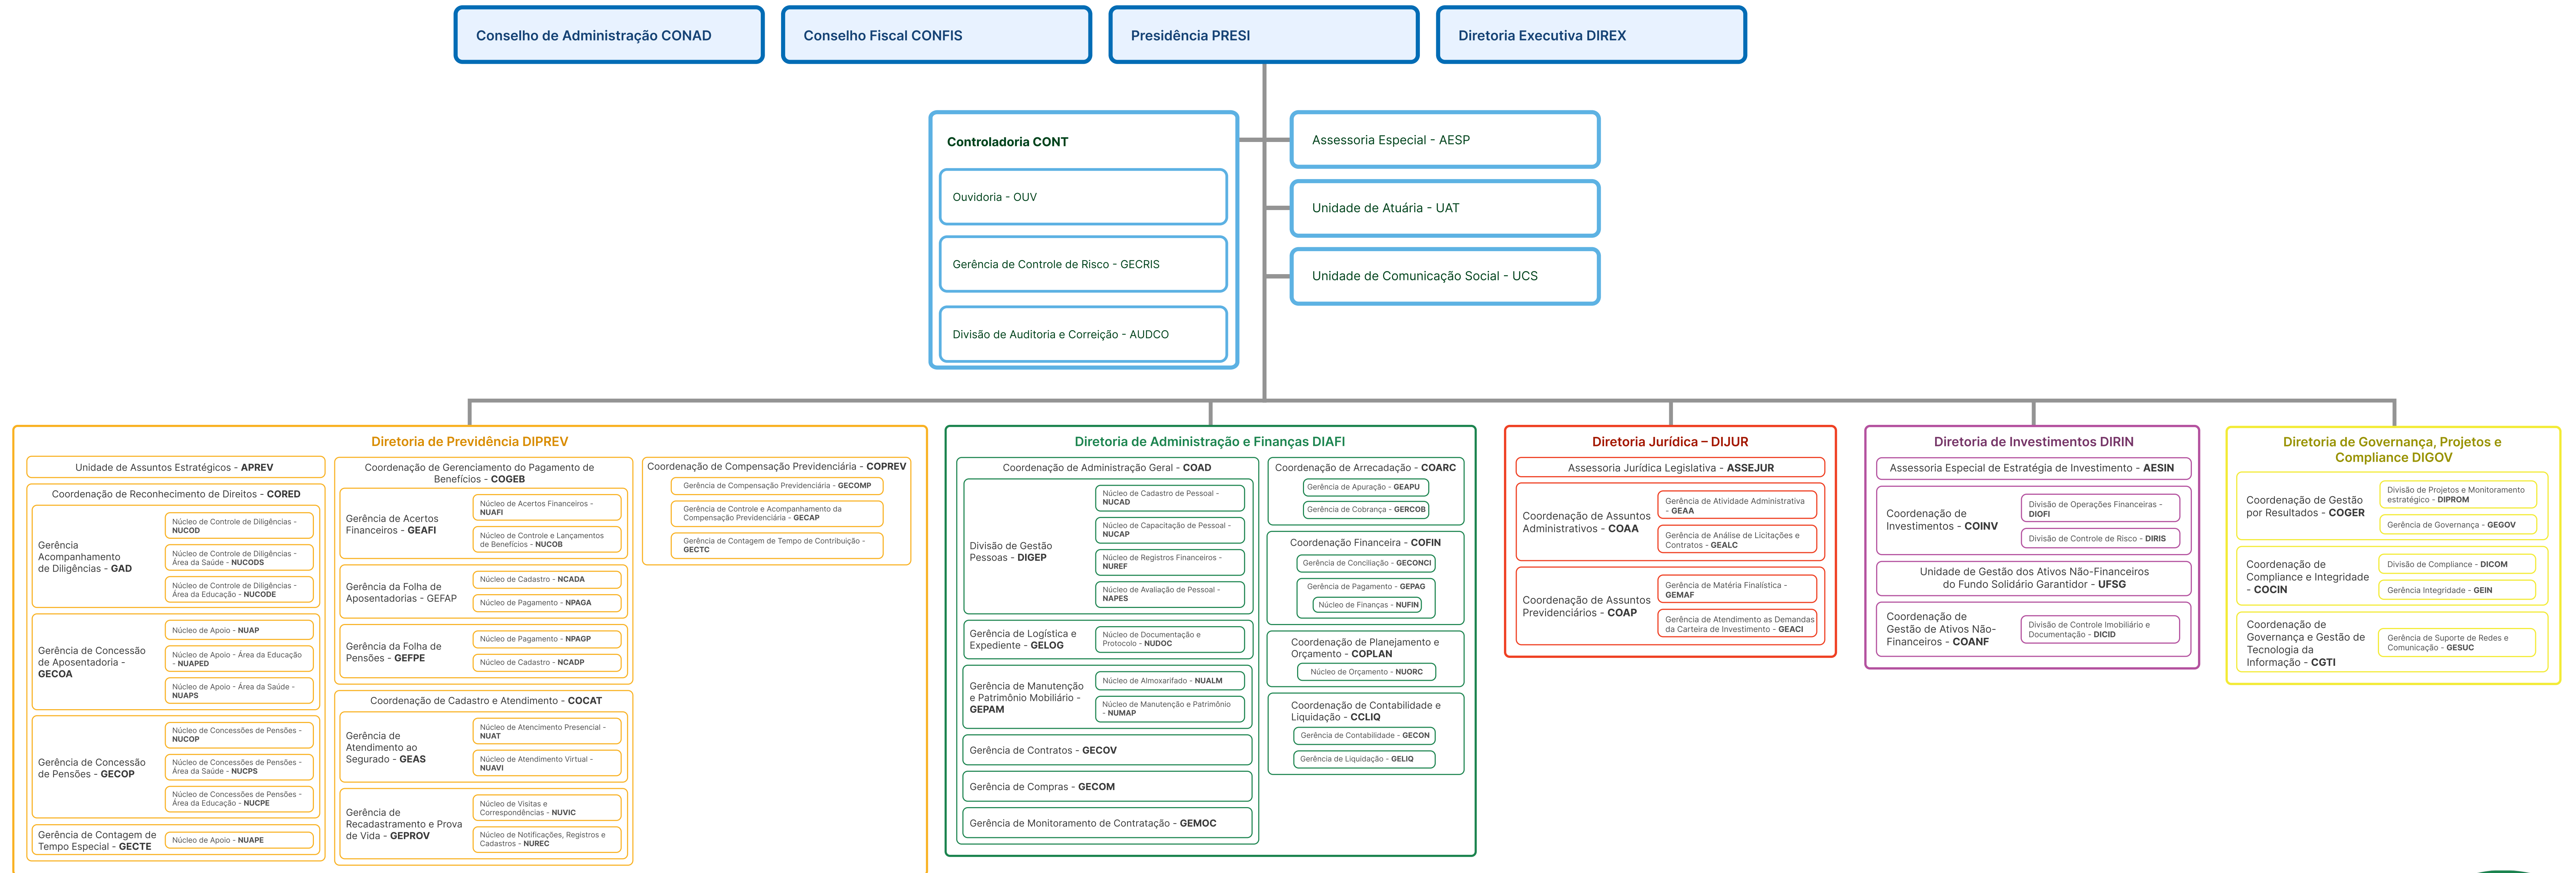 Conselho de Administração CONAD
Conselho Fiscal CONFIS
Presidência PRESI
Diretoria Executiva DIREX
Controladoria CONT
Ouvidoria - OUV
Gerência de Controle de Risco - GECRIS
Divisão de Auditoria e Correição - AUDCO
Assessoria Especial - AESP
Unidade de Atuária - UAT
Unidade de Comunicação Social - UCS
Diretoria de Previdência DIPREV
Unidade de Assuntos Estratégicos - APREV
Coordenação de Reconhecimento de Direitos - CORED
Gerência
Acompanhamento
de Diligências - GAD
Núcleo de Controle de Diligências -
NUCOD
Núcleo de Controle de Diligências -
Área da Saúde - NUCODS
Núcleo de Controle de Diligências -
Área da Educação - NUCODE
Gerência de Concessão
de Aposentadoria -
GECOA
Núcleo de Apoio - NUAP
Núcleo de Apoio - Área da Educação
- NUAPED
Núcleo de Apoio - Área da Saúde -
NUAPS
Gerência de Concessão
de Pensões - GECOP
Núcleo de Concessões de Pensões -
NUCOP
Núcleo de Concessões de Pensões -
Área da Saúde - NUCPS
Núcleo de Concessões de Pensões -
Área da Educação - NUCPE
Gerência de Contagem de
Tempo Especial - GECTE
Núcleo de Apoio - NUAPE
Coordenação de Gerenciamento do Pagamento de
Benefícios - COGEB
Gerência de Acertos
Financeiros - GEAFI
Núcleo de Acertos Financeiros -
NUAFI
Núcleo de Controle e Lançamentos
de Benefícios - NUCOB
Gerência da Folha de
Aposentadorias - GEFAP
Núcleo de Cadastro - NCADA
Núcleo de Pagamento - NPAGA
Gerência da Folha de
Pensões - GEFPE
Núcleo de Pagamento - NPAGP
Núcleo de Cadastro - NCADP
Coordenação de Cadastro e Atendimento - COCAT
Gerência de
Atendimento ao
Segurado - GEAS
Núcleo de Atencimento Presencial -
NUAT
Núcleo de Atendimento Virtual -
NUAVI
Gerência de
Recadastramento e Prova
de Vida - GEPROV
Núcleo de Visitas e
Correspondências - NUVIC
Núcleo de Notificações, Registros e
Cadastros - NUREC
Coordenação de Compensação Previdenciária - COPREV
Gerência de Compensação Previdenciária - GECOMP
Gerência de Controle e Acompanhamento da
Compensação Previdenciária - GECAP
Gerência de Contagem de Tempo de Contribuição -
GECTC
Diretoria de Administração e Finanças DIAFI
Coordenação de Administração Geral - COAD
Divisão de Gestão
Pessoas - DIGEP
Núcleo de Cadastro de Pessoal -
NUCAD
Núcleo de Capacitação de Pessoal -
NUCAP
Núcleo de Registros Financeiros -
NUREF
Núcleo de Avaliação de Pessoal -
NAPES
Gerência de Logística e
Expediente - GELOG
Núcleo de Documentação e
Protocolo - NUDOC
Gerência de Manutenção
e Patrimônio Mobiliário -
GEPAM
Núcleo de Almoxarifado - NUALM
Núcleo de Manutenção e Patrimônio
- NUMAP
Gerência de Contratos - GECOV
Gerência de Compras - GECOM
Gerência de Monitoramento de Contratação - GEMOC
Coordenação de Arrecadação - COARC
Gerência de Apuração - GEAPU
Gerência de Cobrança - GERCOB
Coordenação Financeira - COFIN
Gerência de Conciliação - GECONCI
Gerência de Pagamento - GEPAG
Núcleo de Finanças - NUFIN
Coordenação de Planejamento e
Orçamento - COPLAN
Núcleo de Orçamento - NUORC
Coordenação de Contabilidade e
Liquidação - CCLIQ
Gerência de Contabilidade - GECON
Gerência de Liquidação - GELIQ
Diretoria Jurídica – DIJUR
Assessoria Jurídica Legislativa - ASSEJUR
Coordenação de Assuntos
Administrativos - COAA
Gerência de Atividade Administrativa
- GEAA
Gerência de Análise de Licitações e
Contratos - GEALC
Coordenação de Assuntos
Previdenciários - COAP
Gerência de Matéria Finalística -
GEMAF
Gerência de Atendimento as Demandas
da Carteira de Investimento - GEACI
Diretoria de Investimentos DIRIN
Assessoria Especial de Estratégia de Investimento - AESIN
Coordenação de
Investimentos - COINV
Divisão de Operações Financeiras -
DIOFI
Divisão de Controle de Risco - DIRIS
Unidade de Gestão dos Ativos Não-Financeiros
do Fundo Solidário Garantidor - UFSG
Coordenação de
Gestão de Ativos Não-
Financeiros - COANF
Divisão de Controle Imobiliário e
Documentação - DICID
Diretoria de Governança, Projetos e
Compliance DIGOV
Coordenação de Gestão
por Resultados - COGER
Divisão de Projetos e Monitoramento
estratégico - DIPROM
Gerência de Governança - GEGOV
Coordenação de
Compliance e Integridade
- COCIN
Divisão de Compliance - DICOM
Gerência Integridade - GEIN
Coordenação de
Governança e Gestão de
Tecnologia da
Informação - CGTI
Gerência de Suporte de Redes e
Comunicação - GESUC